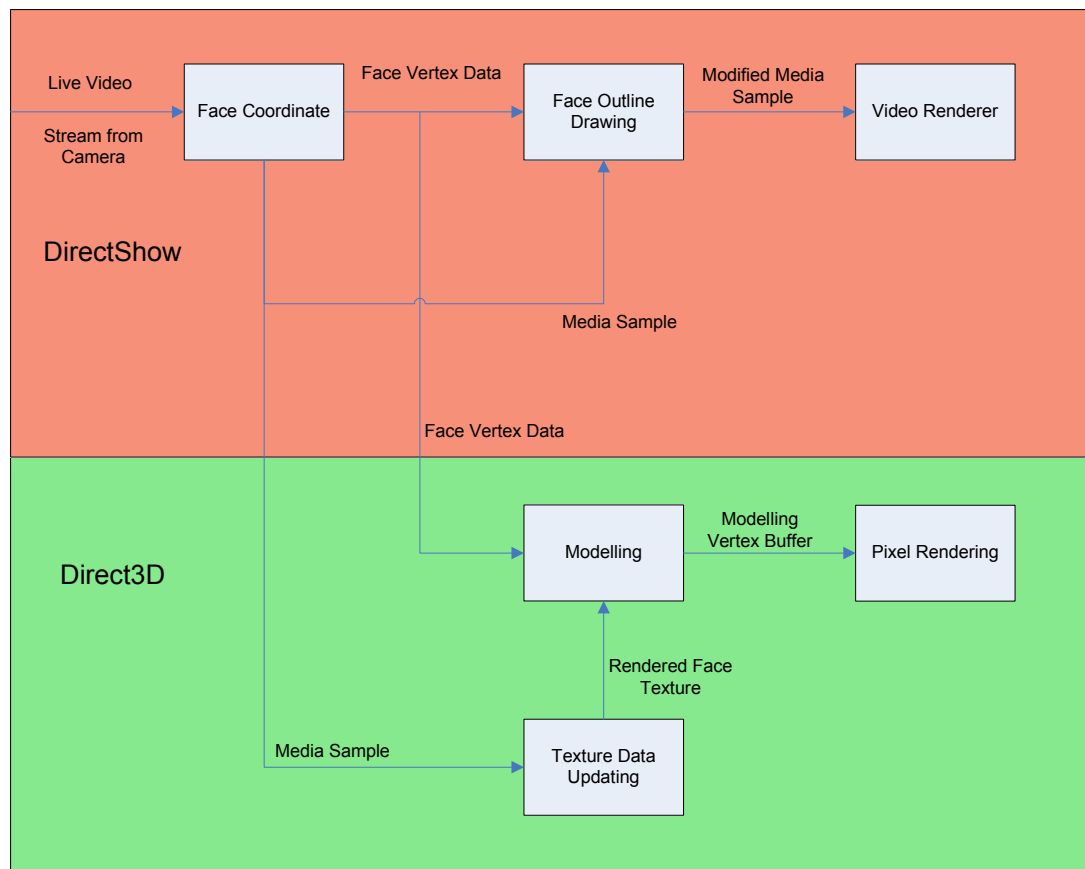 Live Video
Stream from
Camera
Face Coordinate
Face Vertex Data
Face Outline
Drawing
Modified Media
Sample
Video Renderer
DirectShow
Media Sample
Face Vertex Data
Direct3D
Modelling
Modelling
Vertex Buffer
Pixel Rendering
Rendered Face
Texture
Media Sample
Texture Data
Updating